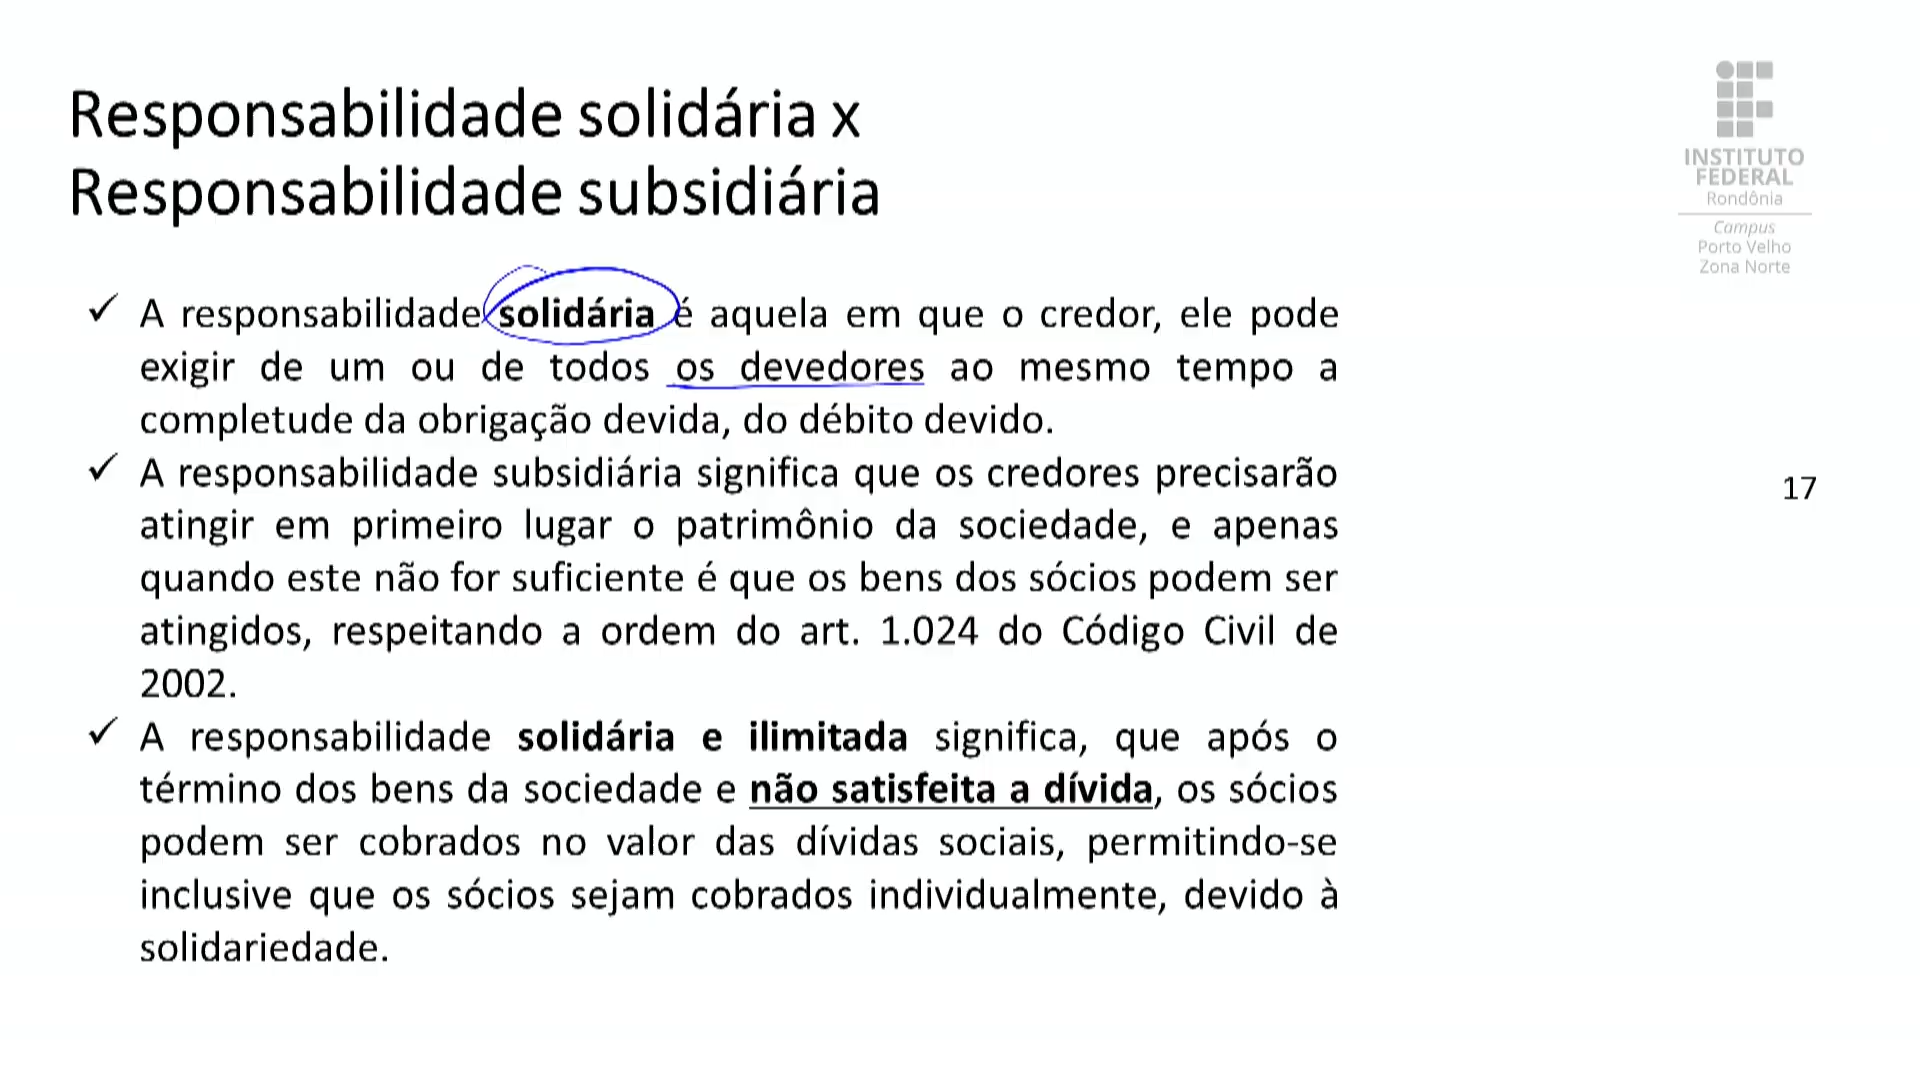 Responsabilidade solidária x
Responsabilidade subsidiária
INSTITUTO
FEDERAL
Rondônia
Campus
Porto Velho
Zona Norte
✓ A responsabilidade solidária é aquela em que o credor, ele pode
exigir de um ou de todos os devedores ao mesmo tempo a
completude da obrigação devida, do débito devido.
✓ A responsabilidade subsidiária significa que os credores precisarão
atingir em primeiro lugar o patrimônio da sociedade, e apenas
quando este não for suficiente é que os bens dos sócios podem ser
atingidos, respeitando a ordem do art. 1.024 do Código Civil de
2002.
✓ A responsabilidade solidária e ilimitada significa, que após o
término dos bens da sociedade e não satisfeita a dívida, os sócios
podem ser cobrados no valor das dívidas sociais, permitindo-se
inclusive que os sócios sejam cobrados individualmente, devido à
solidariedade.
17